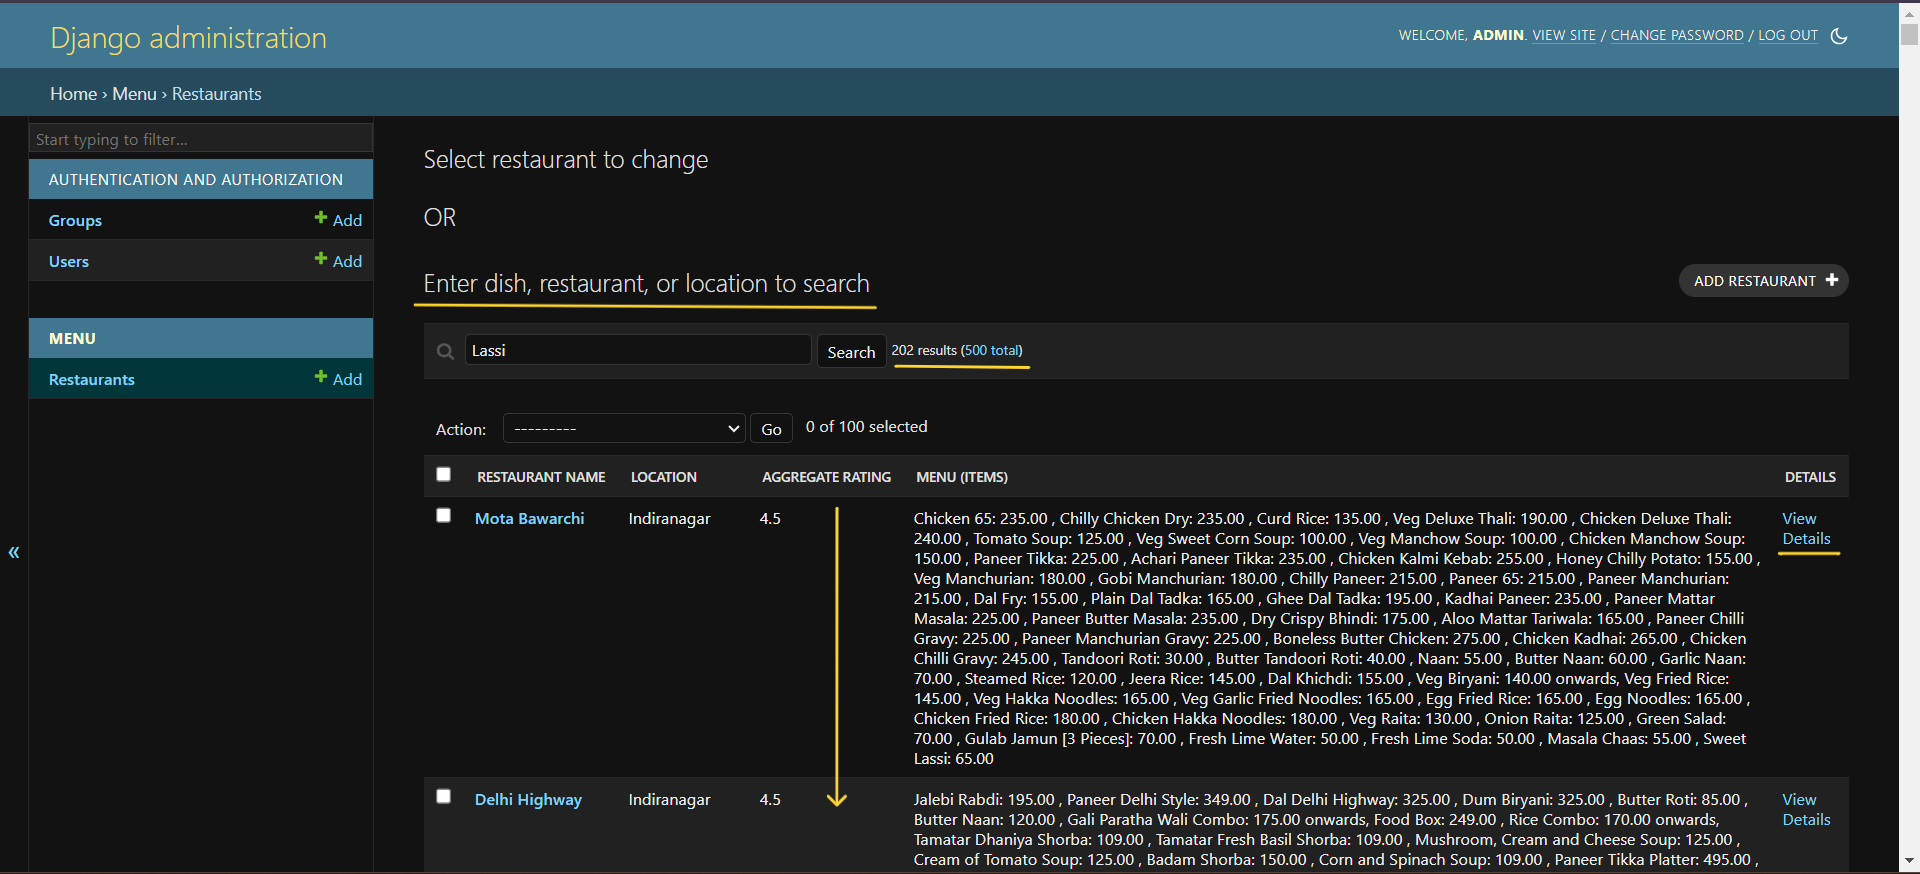 Django administration
WELCOME, ADMIN. VIEW SITE / CHANGE PASSWORD / LOG OUT
Home › Menu › Restaurants
Start typing to filter...
AUTHENTICATION AND AUTHORIZATION
Groups + Add
Users + Add
MENU
Restaurants + Add
«
Select restaurant to change
OR
Enter dish, restaurant, or location to search
ADD RESTAURANT +
Lassi Search 202 results (500 total)
Action: --------- Go 0 of 100 selected
RESTAURANT NAME LOCATION AGGREGATE RATING MENU (ITEMS) DETAILS
Mota Bawarchi Indiranagar 4.5 Chicken 65: 235.00 , Chilly Chicken Dry: 235.00 , Curd Rice: 135.00 , Veg Deluxe Thali: 190.00 , Chicken Deluxe Thali: View
240.00 , Tomato Soup: 125.00 , Veg Sweet Corn Soup: 100.00 , Veg Manchow Soup: 100.00 , Chicken Manchow Soup: Details
150.00 , Paneer Tikka: 225.00 , Achari Paneer Tikka: 235.00 , Chicken Kalmi Kebab: 255.00 , Honey Chilly Potato: 155.00 ,
Veg Manchurian: 180.00 , Gobi Manchurian: 180.00 , Chilly Paneer: 215.00 , Paneer 65: 215.00 , Paneer Manchurian:
215.00 , Dal Fry: 155.00 , Plain Dal Tadka: 165.00 , Ghee Dal Tadka: 195.00 , Kadhai Paneer: 235.00 , Paneer Mattar
Masala: 225.00 , Paneer Butter Masala: 235.00 , Dry Crispy Bhindi: 175.00 , Aloo Mattar Tariwala: 165.00 , Paneer Chilli
Gravy: 225.00 , Paneer Manchurian Gravy: 225.00 , Boneless Butter Chicken: 275.00 , Chicken Kadhai: 265.00 , Chicken
Chilli Gravy: 245.00 , Tandoori Roti: 30.00 , Butter Tandoori Roti: 40.00 , Naan: 55.00 , Butter Naan: 60.00 , Garlic Naan:
70.00 , Steamed Rice: 120.00 , Jeera Rice: 145.00 , Dal Khichdi: 155.00 , Veg Biryani: 140.00 onwards, Veg Fried Rice:
145.00 , Veg Hakka Noodles: 165.00 , Veg Garlic Fried Noodles: 165.00 , Egg Fried Rice: 165.00 , Egg Noodles: 165.00 ,
Chicken Fried Rice: 180.00 , Chicken Hakka Noodles: 180.00 , Veg Raita: 130.00 , Onion Raita: 125.00 , Green Salad:
70.00 , Gulab Jamun [3 Pieces]: 70.00 , Fresh Lime Water: 50.00 , Fresh Lime Soda: 50.00 , Masala Chaas: 55.00 , Sweet
Lassi: 65.00
Delhi Highway Indiranagar 4.5 Jalebi Rabdi: 195.00 , Paneer Delhi Style: 349.00 , Dal Delhi Highway: 325.00 , Dum Biryani: 325.00 , Butter Roti: 85.00 , View
Butter Naan: 120.00 , Gali Paratha Wali Combo: 175.00 onwards, Food Box: 249.00 , Rice Combo: 170.00 onwards, Details
Tamatar Dhaniya Shorba: 109.00 , Tamatar Fresh Basil Shorba: 109.00 , Mushroom, Cream and Cheese Soup: 125.00 ,
Cream of Tomato Soup: 125.00 , Badam Shorba: 150.00 , Corn and Spinach Soup: 109.00 , Paneer Tikka Platter: 495.00 ,